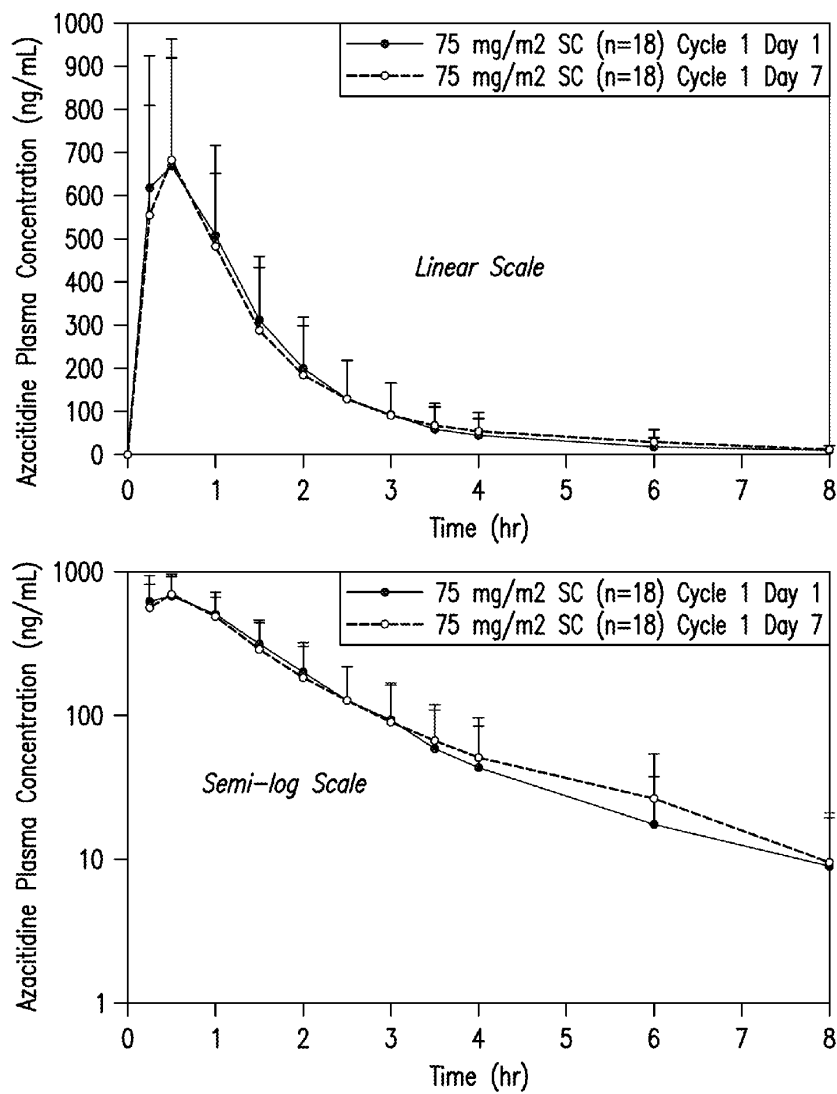 Azacitidine Plasma Concentration (ng/mL)
1000
900
800
700
600
500
400
300
200
100
0
75 mg/m2 SC (n=18) Cycle 1 Day 1
75 mg/m2 SC (n=18) Cycle 1 Day 7
Linear Scale
0 1 2 3 4 5 6 7 8
Time (hr)
Azacitidine Plasma Concentration (ng/mL)
1000
100
10
1
75 mg/m2 SC (n=18) Cycle 1 Day 1
75 mg/m2 SC (n=18) Cycle 1 Day 7
Semi-log Scale
0 1 2 3 4 5 6 7 8
Time (hr)